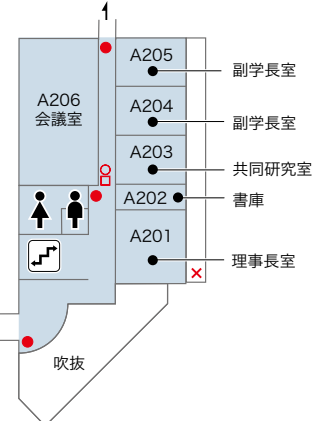 1
A205
副学長室
A206
会議室
A204
副学長室
A203
共同研究室
A202
書庫
A201
理事長室
吹抜